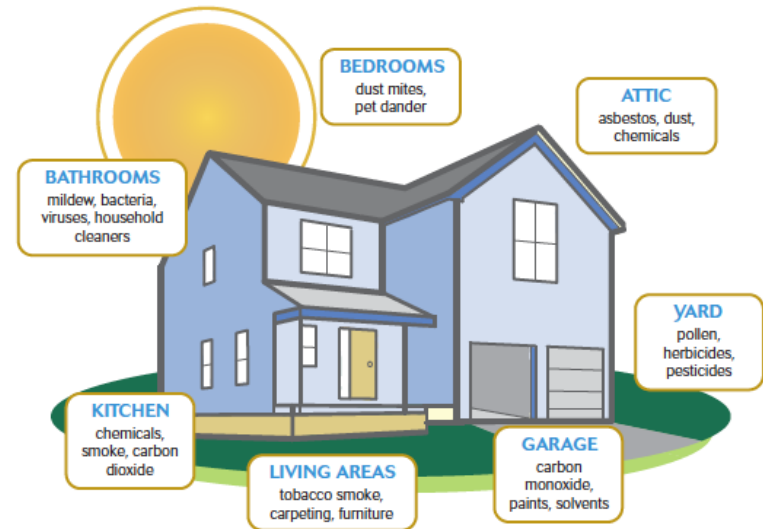 BEDROOMS
dust mites,
pet dander
ATTIC
asbestos, dust,
chemicals
BATHROOMS
mildew, bacteria,
viruses, household
cleaners
YARD
pollen,
herbicides,
pesticides
KITCHEN
chemicals,
smoke, carbon
dioxide
LIVING AREAS
tobacco smoke,
carpeting, furniture
GARAGE
carbon
monoxide,
paints, solvents